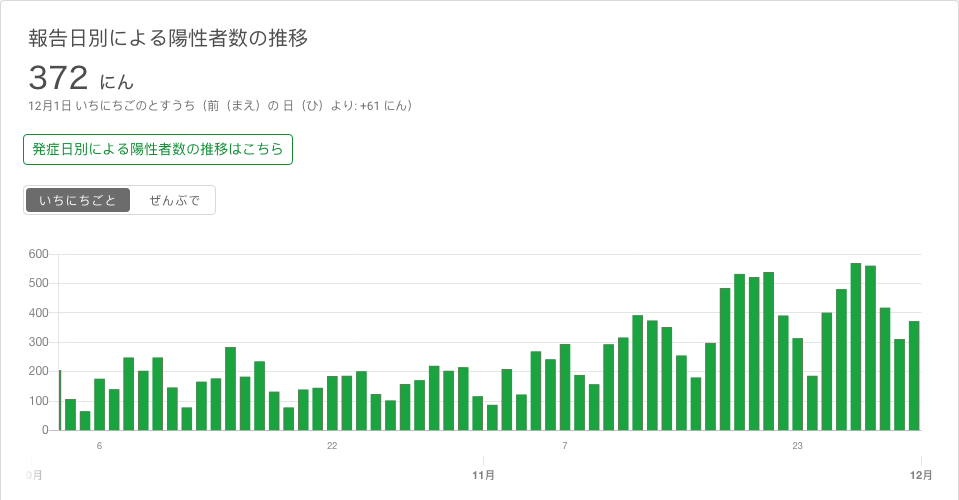 報告日別による陽性者数の推移
372 にん
12月1日 いちにちごのとすうち（前（まえ）の 日（ひ）より: +61 にん）
発症日別による陽性者数の推移はこちら
いちにちごと ぜんぶで
600
500
400
300
200
100
0
6 22 7 23
0月 11月 12月